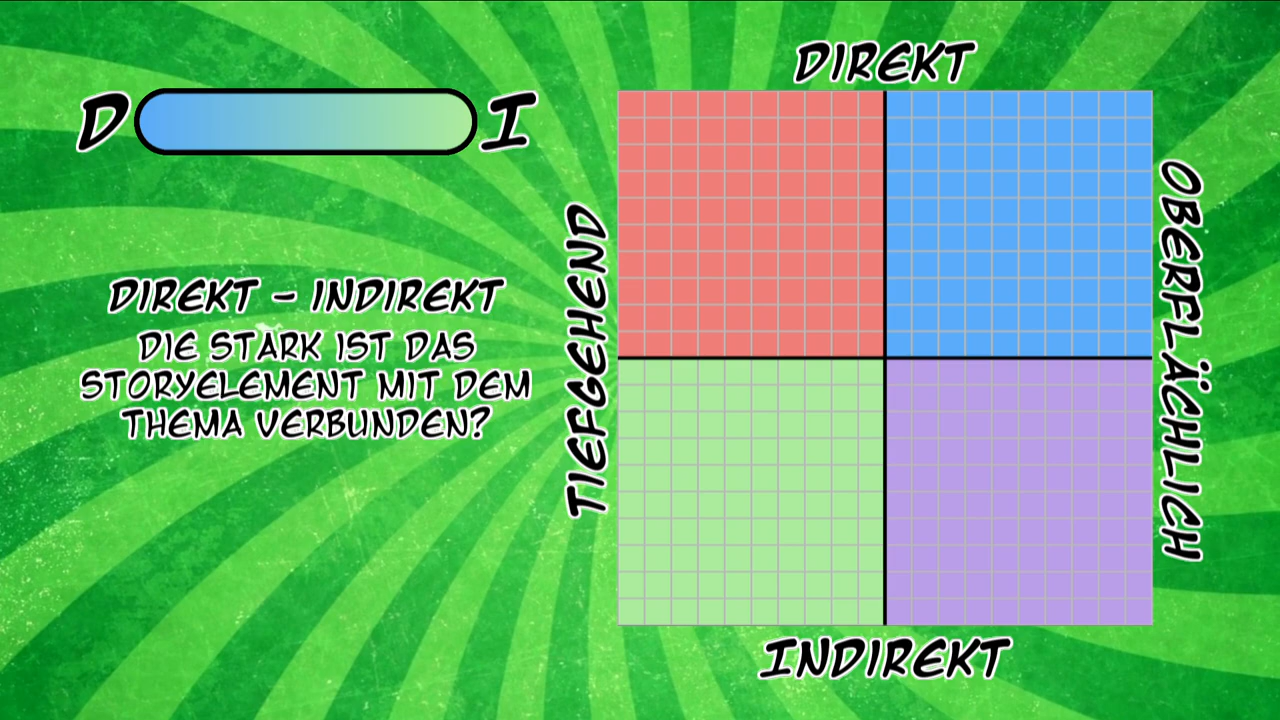 D
I
DIREKT – INDIREKT
DIE STARK IST DAS
STORYELEMENT MIT DEM
THEMA VERBUNDEN?
DIREKT
TIEFGEHEND
OBERFLÄCHLICH
INDIREKT